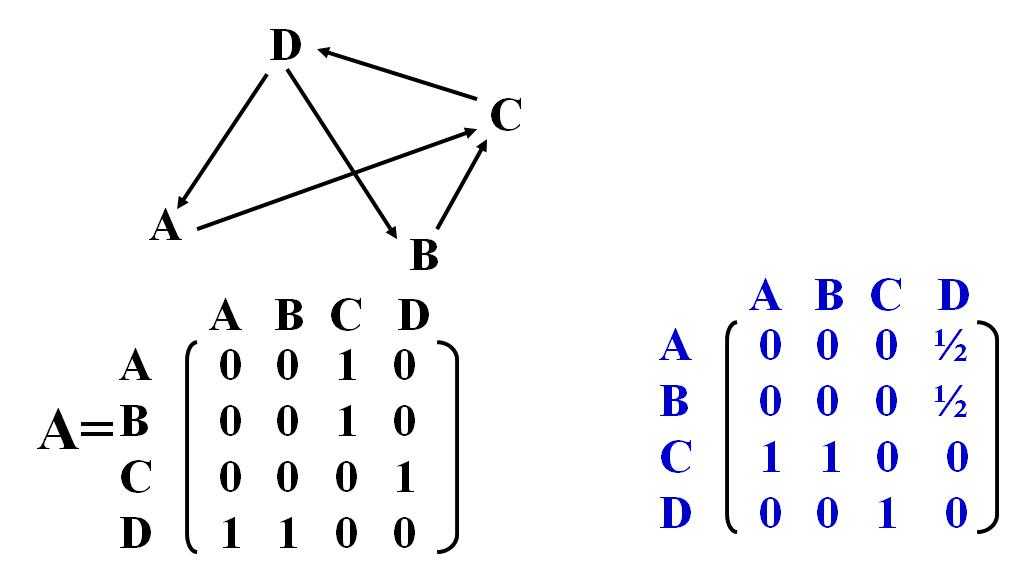 D
C
A
B
A B C D
A 0 0 1 0
A= B 0 0 1 0
C 0 0 0 1
D 1 1 0 0
A B C D
A 0 0 0 ½
B 0 0 0 ½
C 1 1 0 0
D 0 0 1 0